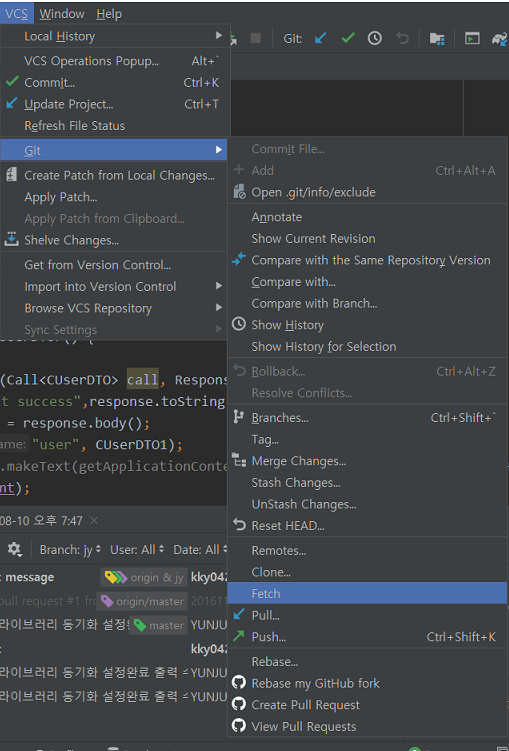 VCS Window Help
Local History
VCS Operations Popup... Alt+`
Commit... Ctrl+K
Update Project... Ctrl+T
Refresh File Status
Git
Create Patch from Local Changes...
Apply Patch...
Apply Patch from Clipboard...
Shelve Changes...
Get from Version Control...
Import into Version Control
Browse VCS Repository
Sync Settings
Git:
Commit File...
Add Ctrl+Alt+A
Open .git/info/exclude
Annotate
Show Current Revision
Compare with the Same Repository Version
Compare with...
Compare with Branch...
Show History
Show History for Selection
Rollback... Ctrl+Alt+Z
Resolve Conflicts...
Branches... Ctrl+Shift+`
Tag...
Merge Changes...
Stash Changes...
UnStash Changes...
Reset HEAD...
Remotes...
Clone...
Fetch
Pull...
Push... Ctrl+Shift+K
Rebase...
Rebase my GitHub fork
Create Pull Request
View Pull Requests
(Call<CUserDTO> call, Respons
t success",response.toString
= response.body();
ame: "user", CUserDTO1);
.makeText(getApplicationConte
nt);
08-10 오후 7:47
Branch: jy User: All Date: All
message origin & jy kky042
pull request #1 fro origin/master 201611
라이브러리 동기화 설정 master YUNJU
kky042
라이브러리 동기화 설정완료 출력 YUNJU
라이브러리 동기화 설정완료 출력 YUNJU